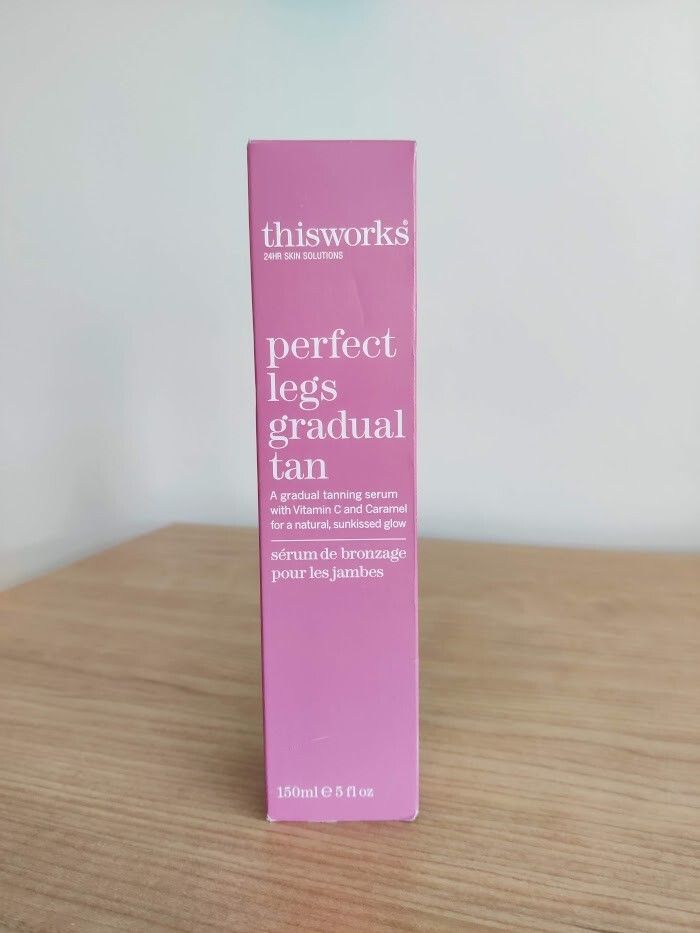 thisworks®
24HR SKIN SOLUTIONS
perfect
legs
gradual
tan
A gradual tanning serum
with Vitamin C and Caramel
for a natural, sunkissed glow
sérum de bronzage
pour les jambes
150ml ℮ 5 fl oz